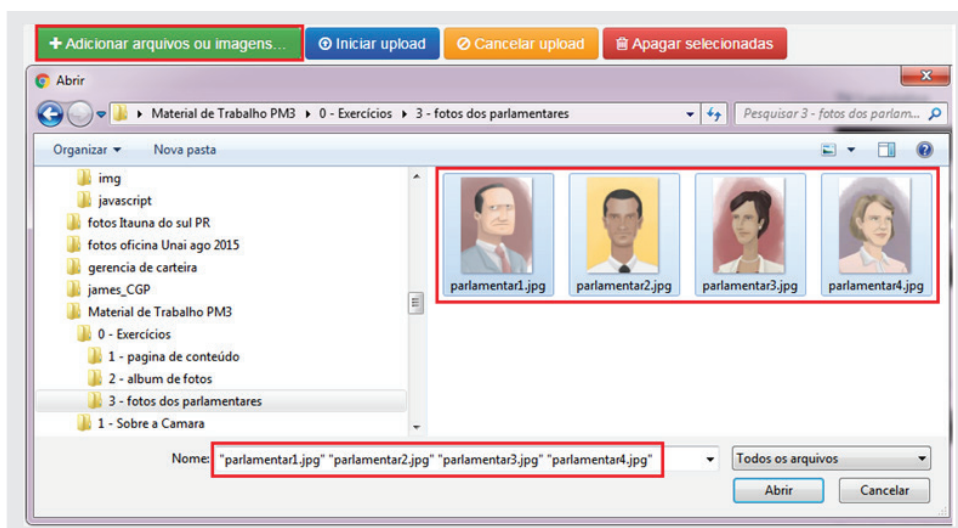 + Adicionar arquivos ou imagens... Iniciar upload Cancelar upload Apagar selecionadas
Abrir
Material de Trabalho PM3 0 - Exercícios 3 - fotos dos parlamentares Pesquisar 3 - fotos dos parlam...
Organizar Nova pasta
img
javascript
fotos Itauna do sul PR
fotos oficina Unai ago 2015
gerencia de carteira
james_CGP
Material de Trabalho PM3
0 - Exercícios
1 - pagina de conteúdo
2 - album de fotos
3 - fotos dos parlamentares
1 - Sobre a Camara
parlamentar1.jpg parlamentar2.jpg parlamentar3.jpg parlamentar4.jpg
Nome: "parlamentar1.jpg" "parlamentar2.jpg" "parlamentar3.jpg" "parlamentar4.jpg" Todos os arquivos
Abrir Cancelar